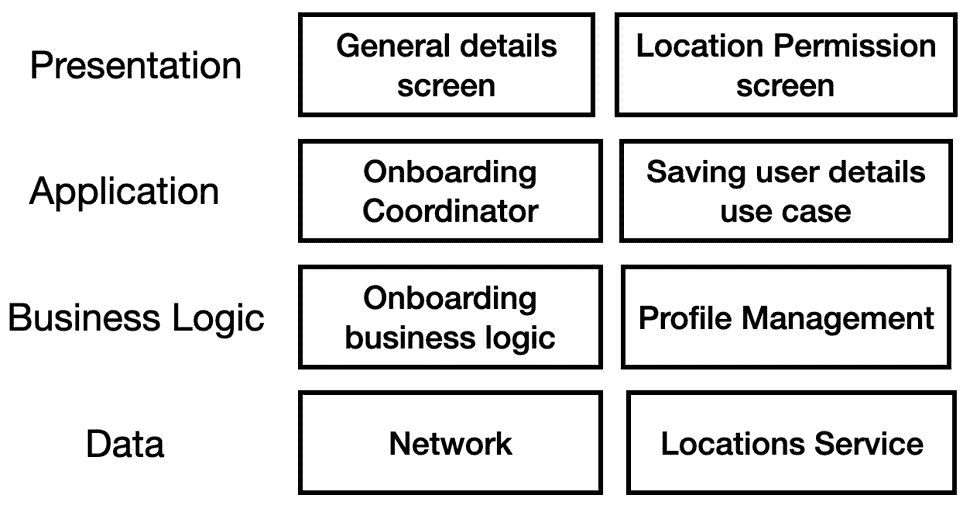 Presentation
General details
screen
Location Permission
screen
Application
Onboarding
Coordinator
Saving user details
use case
Business Logic
Onboarding
business logic
Profile Management
Data
Network
Locations Service